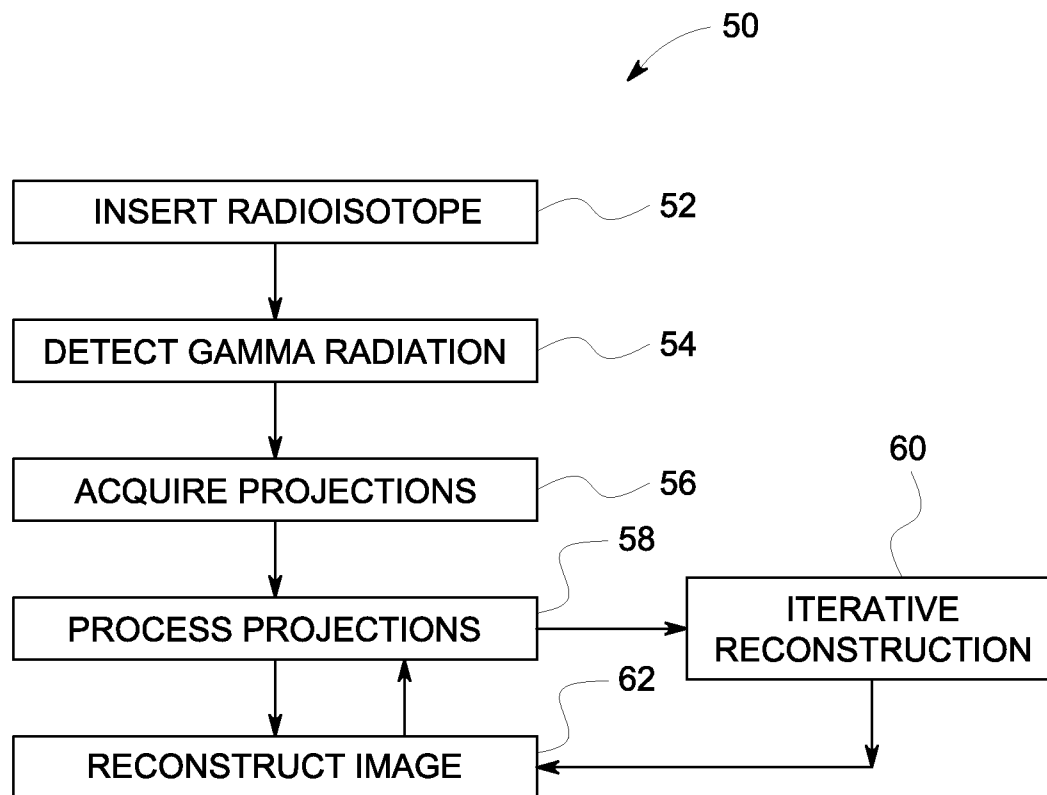 50
INSERT RADIOISOTOPE
52
DETECT GAMMA RADIATION
54
ACQUIRE PROJECTIONS
56
PROCESS PROJECTIONS
58
ITERATIVE
RECONSTRUCTION
60
RECONSTRUCT IMAGE
62